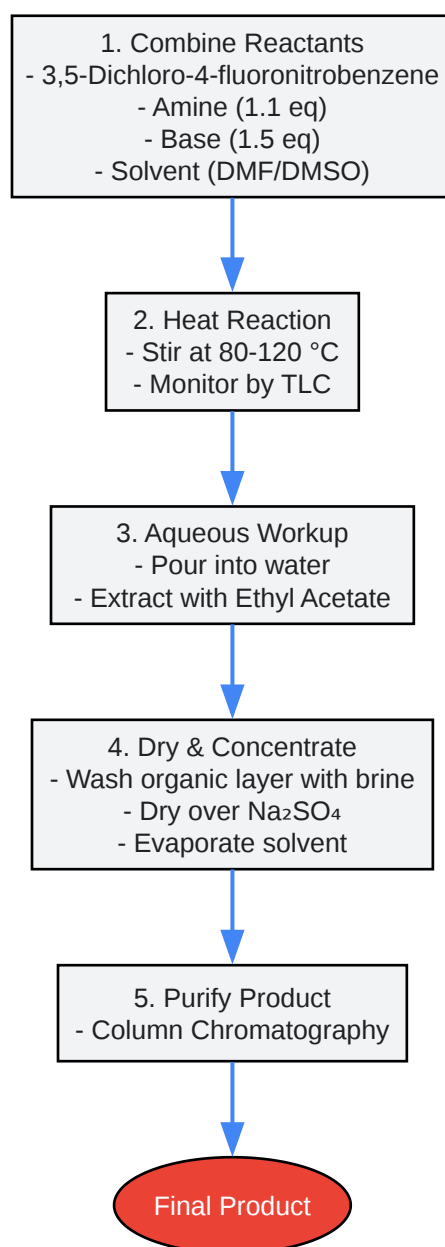 1. Combine Reactants
- 3,5-Dichloro-4-fluoronitrobenzene
- Amine (1.1 eq)
- Base (1.5 eq)
- Solvent (DMF/DMSO)
2. Heat Reaction
- Stir at 80-120 °C
- Monitor by TLC
3. Aqueous Workup
- Pour into water
- Extract with Ethyl Acetate
4. Dry & Concentrate
- Wash organic layer with brine
- Dry over Na₂SO₄
- Evaporate solvent
5. Purify Product
- Column Chromatography
Final Product